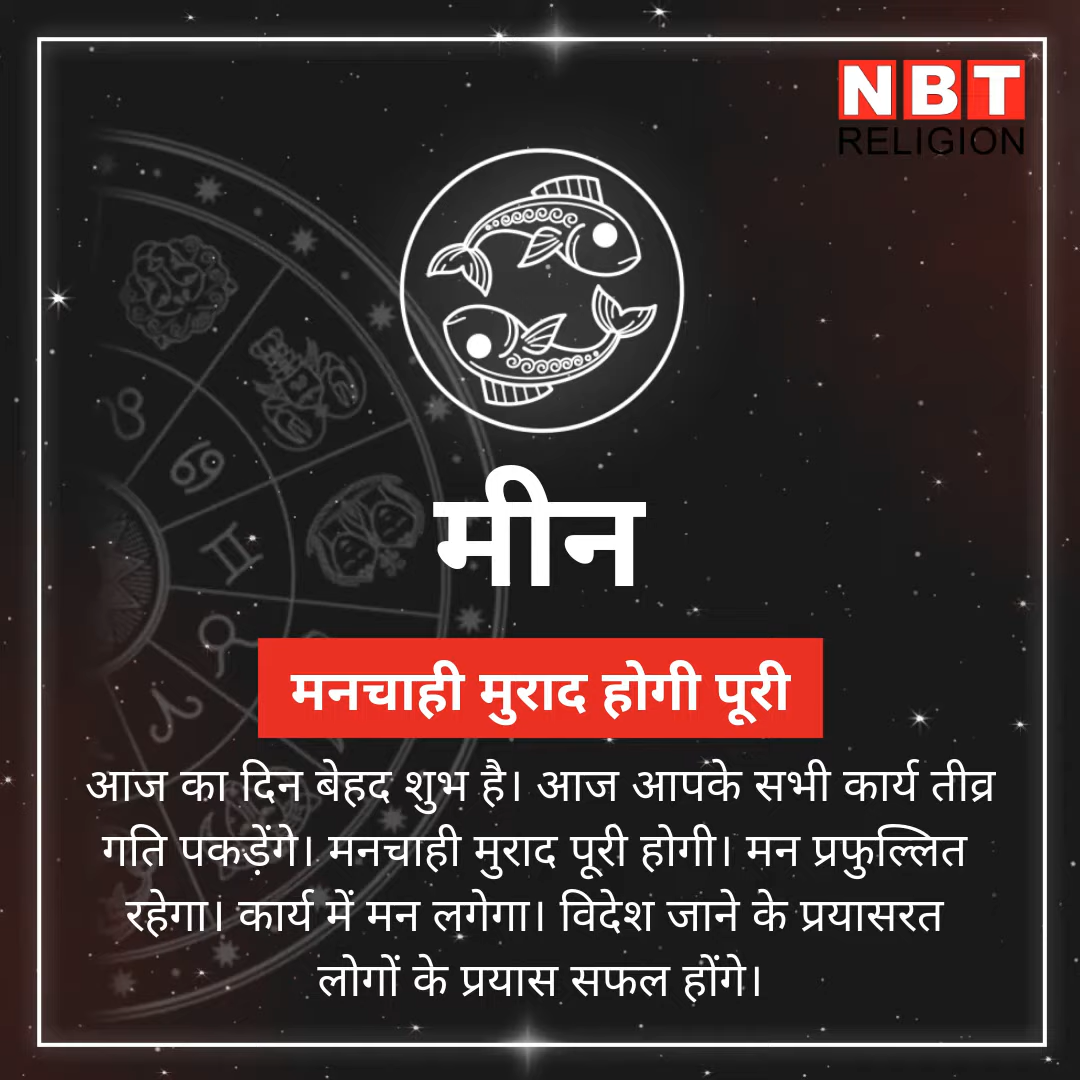 NBT
RELIGION
मीन
मनचाही मुराद होगी पूरी
आज का दिन बेहद शुभ है। आज आपके सभी कार्य तीव्र
गति पकड़ेंगे। मनचाही मुराद पूरी होगी। मन प्रफुल्लित
रहेगा। कार्य में मन लगेगा। विदेश जाने के प्रयासरत
लोगों के प्रयास सफल होंगे।